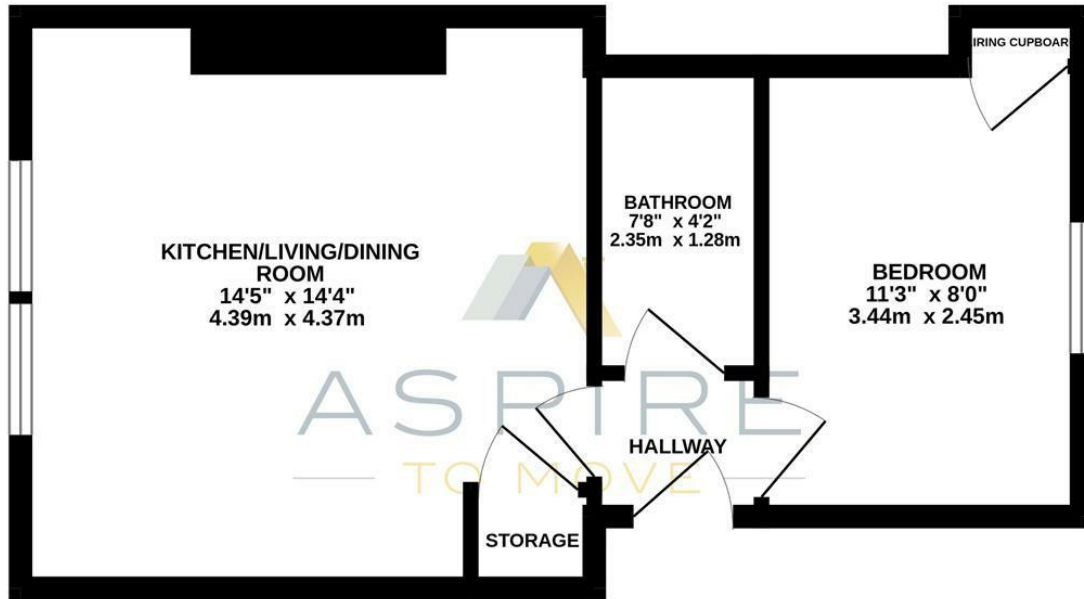 IRING CUPBOAR
KITCHEN/LIVING/DINING
ROOM
14'5" x 14'4"
4.39m x 4.37m
BATHROOM
7'8" x 4'2"
2.35m x 1.28m
BEDROOM
11'3" x 8'0"
3.44m x 2.45m
ASPIRE
TO MOVE
HALLWAY
STORAGE